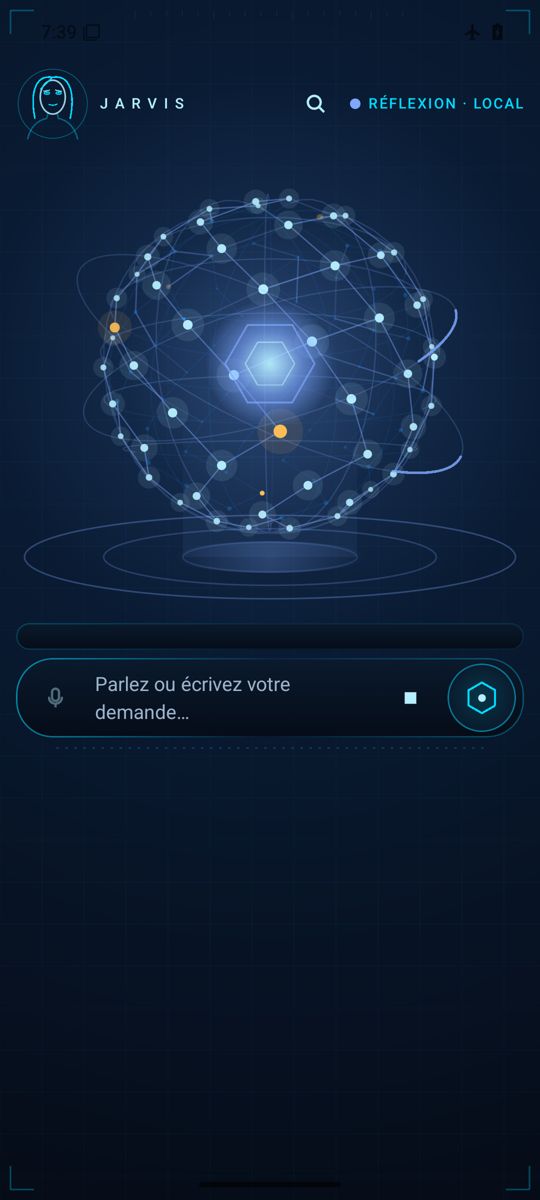 7:39
JARVIS
RÉFLEXION · LOCAL
Parlez ou écrivez votre
demande…